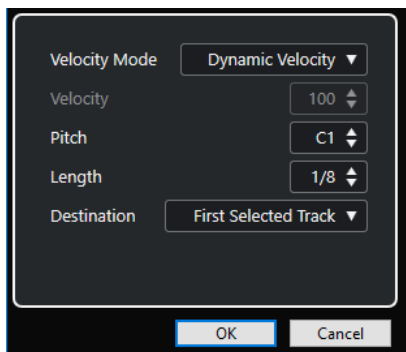 Velocity Mode Dynamic Velocity
Velocity 100
Pitch C1
Length 1/8
Destination First Selected Track
OK Cancel